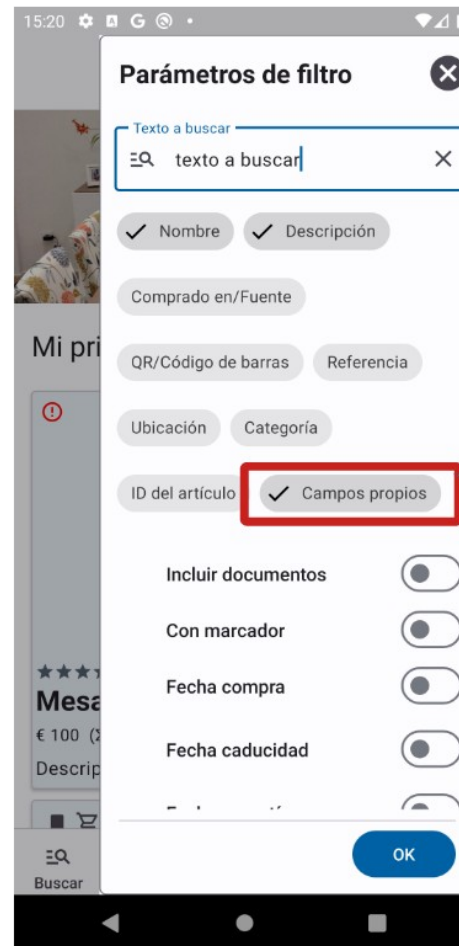 15:20
Parámetros de filtro
Texto a buscar
texto a buscar
Nombre
Descripción
Comprado en/Fuente
Mi pri
QR/Código de barras
Referencia
Ubicación
Categoría
ID del artículo
Campos propios
Incluir documentos
Con marcador
Fecha compra
Mesa
€ 100
Fecha caducidad
Descrip
OK
Buscar